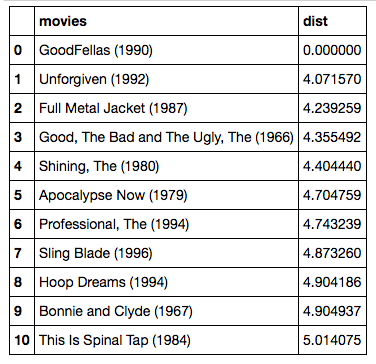 movies dist
0 GoodFellas (1990) 0.000000
1 Unforgiven (1992) 4.071570
2 Full Metal Jacket (1987) 4.239259
3 Good, The Bad and The Ugly, The (1966) 4.355492
4 Shining, The (1980) 4.404440
5 Apocalypse Now (1979) 4.704759
6 Professional, The (1994) 4.743239
7 Sling Blade (1996) 4.873260
8 Hoop Dreams (1994) 4.904186
9 Bonnie and Clyde (1967) 4.904937
10 This Is Spinal Tap (1984) 5.014075